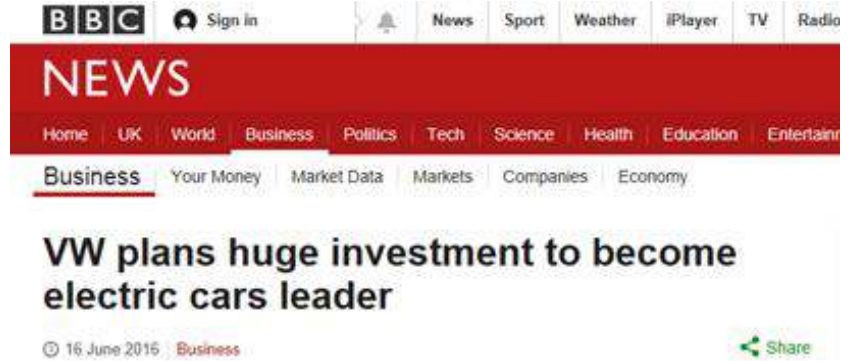 BBC Sign in News Sport Weather iPlayer TV Radio
NEWS
Home UK World Business Politics Tech Science Health Education Entertainm
Business Your Money Market Data Markets Companies Economy
VW plans huge investment to become
electric cars leader
16 June 2016 Business Share